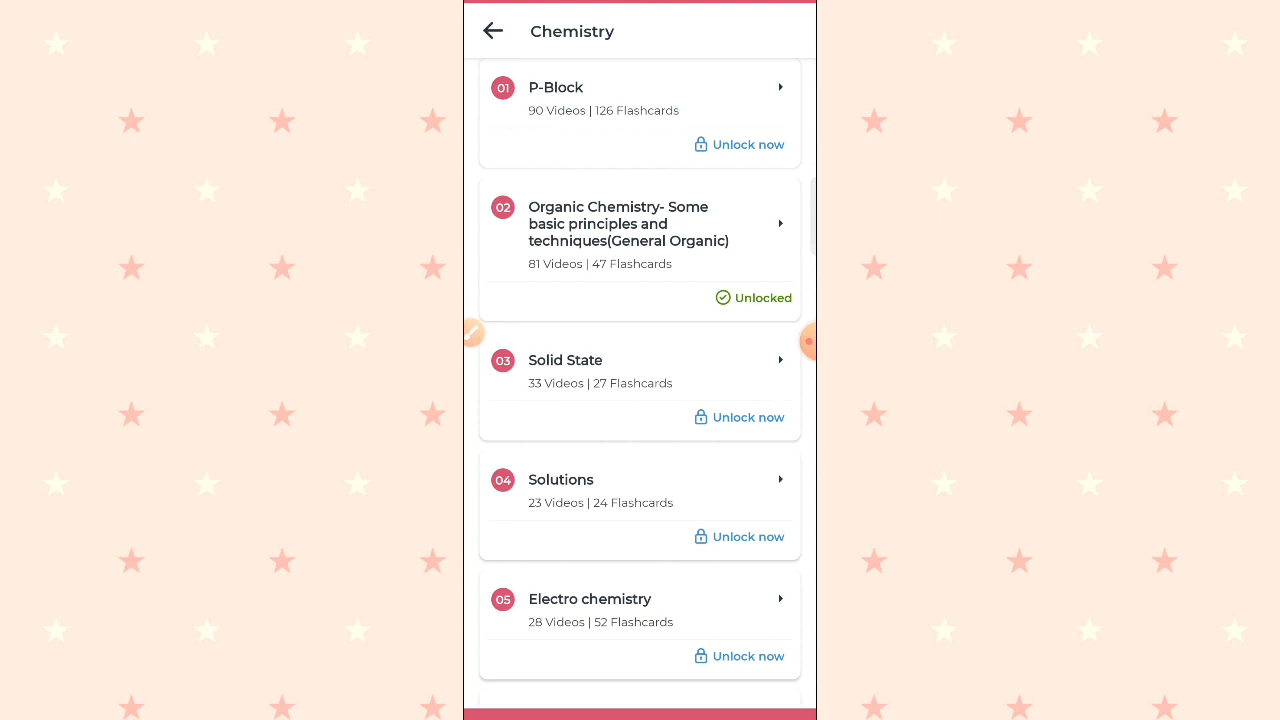 Chemistry
01
P-Block
90 Videos | 126 Flashcards
Unlock now
02
Organic Chemistry- Some
basic principles and
techniques(General Organic)
81 Videos | 47 Flashcards
Unlocked
03
Solid State
33 Videos | 27 Flashcards
Unlock now
04
Solutions
23 Videos | 24 Flashcards
Unlock now
05
Electro chemistry
28 Videos | 52 Flashcards
Unlock now